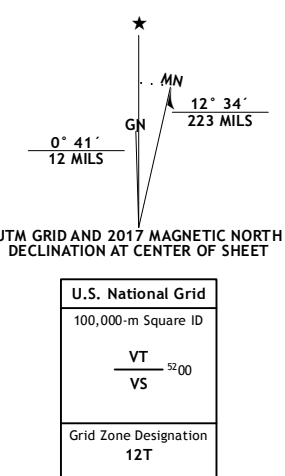 ★
MN
GN
12° 34´
223 MILS
0° 41´
12 MILS
UTM GRID AND 2017 MAGNETIC NORTH
DECLINATION AT CENTER OF SHEET
U.S. National Grid
100,000-m Square ID
VT
5200
VS
Grid Zone Designation
12T